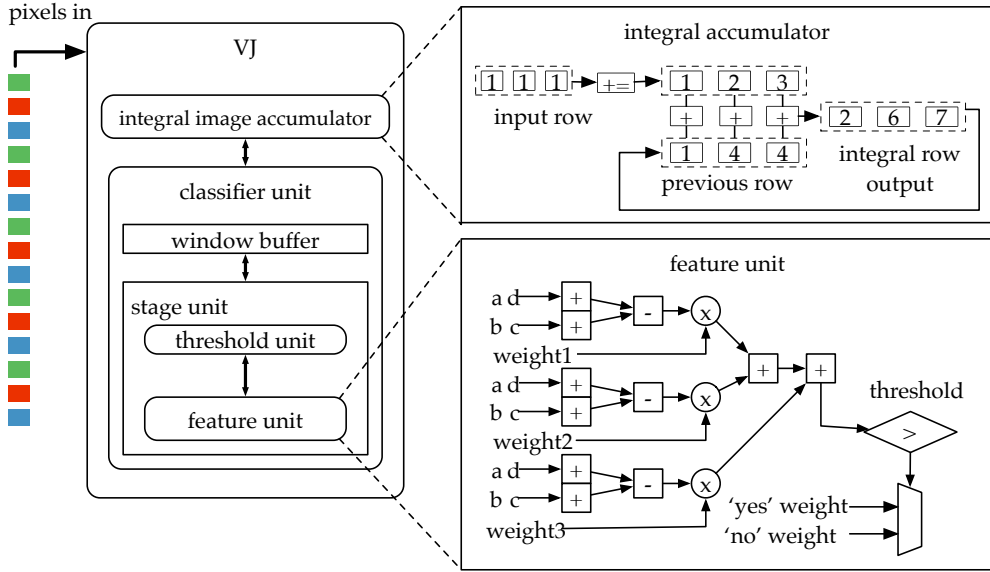 pixels in
VJ
integral image accumulator
classifier unit
window buffer
stage unit
threshold unit
feature unit
integral accumulator
1 1 1 += 1 2 3
input row
+ + + 2 6 7
1 4 4 integral row
previous row output
feature unit
a d +
b c + - x
weight1
+ + threshold
a d +
b c + - x >
weight2
a d +
b c + - x
weight3
‘yes’ weight
‘no’ weight